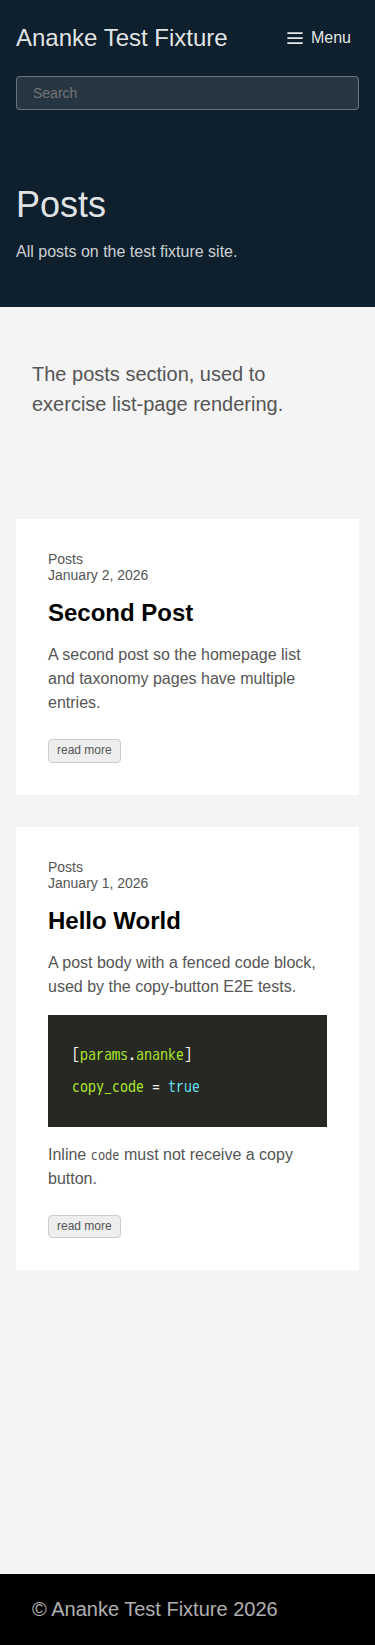 Ananke Test Fixture
Menu
Search
Posts
All posts on the test fixture site.
The posts section, used to
exercise list-page rendering.
Posts
January 2, 2026
Second Post
A second post so the homepage list
and taxonomy pages have multiple
entries.
read more
Posts
January 1, 2026
Hello World
A post body with a fenced code block,
used by the copy-button E2E tests.
[params.ananke]
copy_code = true
Inline code must not receive a copy
button.
read more
© Ananke Test Fixture 2026